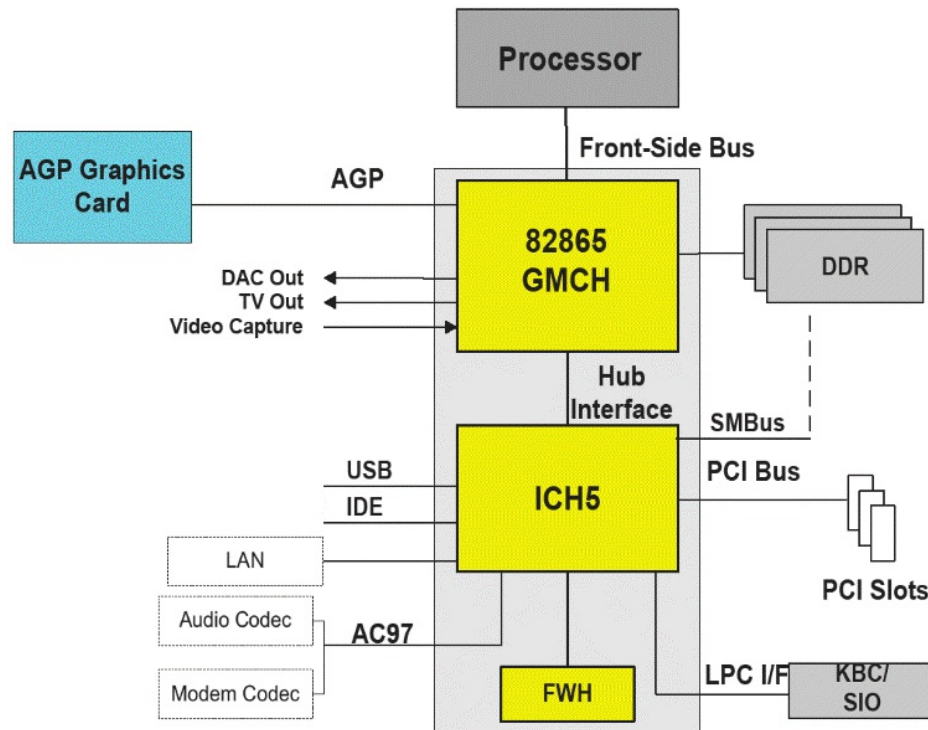 Processor
Front-Side Bus
AGP Graphics
Card
AGP
82865
GMCH
DDR
DAC Out
TV Out
Video Capture
Hub
Interface
SMBus
USB
PCI Bus
ICH5
IDE
LAN
PCI Slots
Audio Codec
AC97
Modem Codec
FWH
LPC I/F
KBC/
SIO